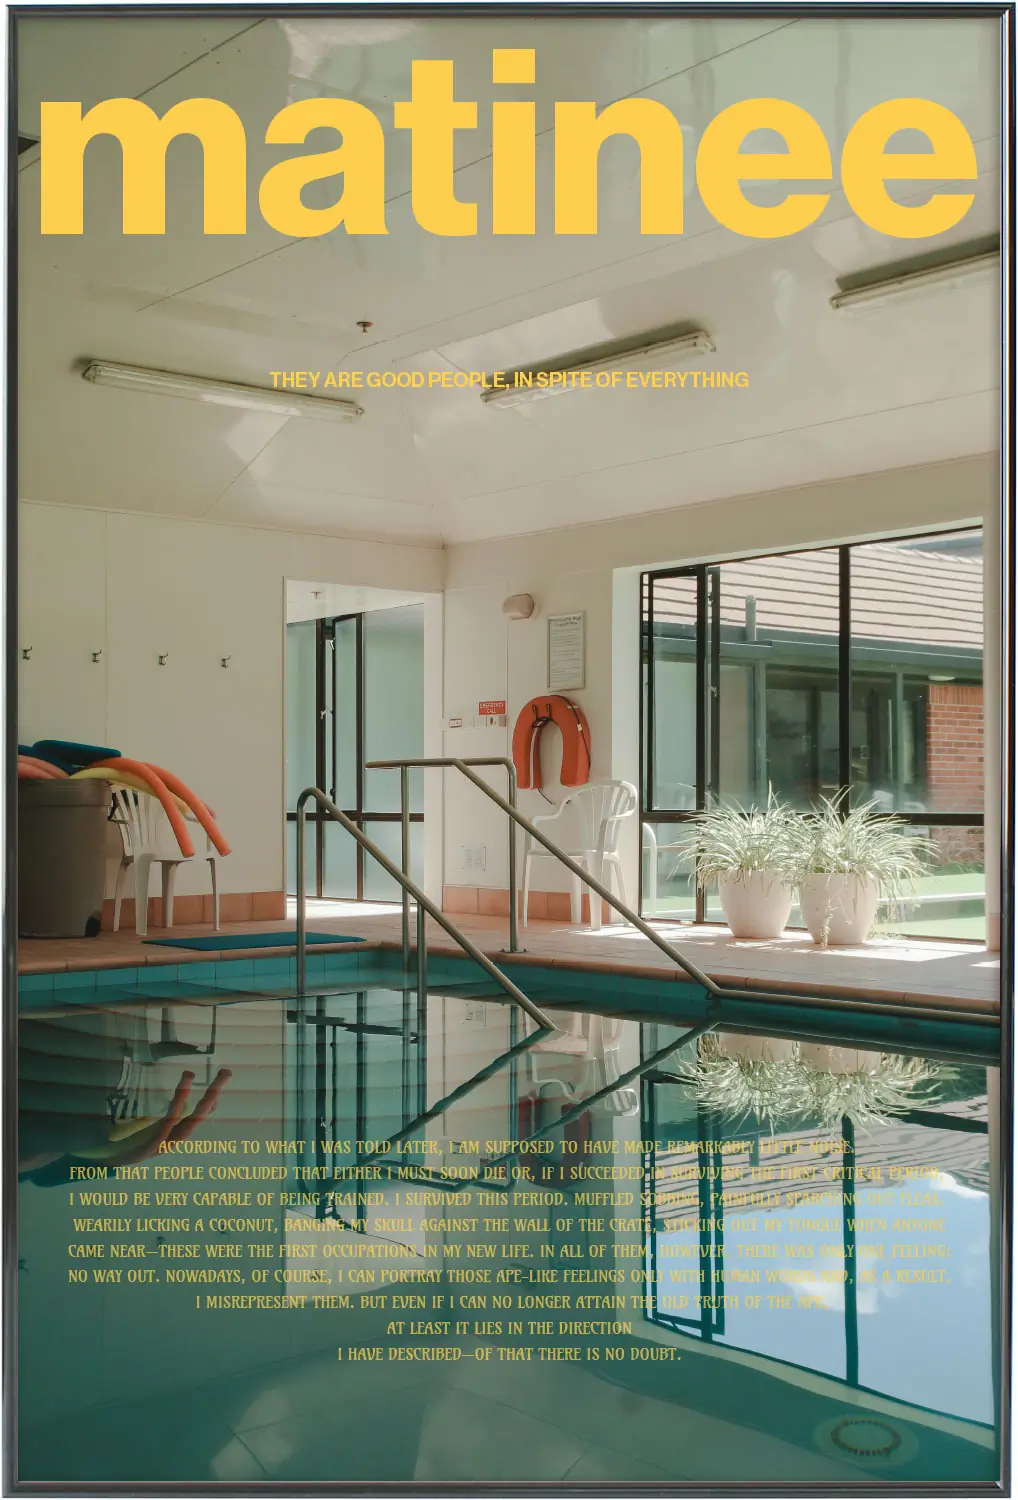 matinee
THEY ARE GOOD PEOPLE, IN SPITE OF EVERYTHING
EMERGENCY
CALL
ACCORDING TO WHAT I WAS TOLD LATER, I AM SUPPOSED TO HAVE MADE REMARKABLY LITTLE NOISE.
FROM THAT PEOPLE CONCLUDED THAT EITHER I MUST SOON DIE OR, IF I SUCCEEDED IN SURVIVING THE FIRST CRITICAL PERIOD,
I WOULD BE VERY CAPABLE OF BEING TRAINED. I SURVIVED THIS PERIOD. MUFFLED SOBBING, PAINFULLY SEARCHING OUT FLEAS,
WEARILY LICKING A COCONUT, BANGING MY SKULL AGAINST THE WALL OF THE CRATE, STICKING OUT MY TONGUE WHEN ANYONE
CAME NEAR—THESE WERE THE FIRST OCCUPATIONS IN MY NEW LIFE. IN ALL OF THEM, HOWEVER, THERE WAS ONLY ONE FEELING:
NO WAY OUT. NOWADAYS, OF COURSE, I CAN PORTRAY THOSE APE-LIKE FEELINGS ONLY WITH HUMAN WORDS AND, AS A RESULT,
I MISREPRESENT THEM. BUT EVEN IF I CAN NO LONGER ATTAIN THE OLD TRUTH OF THE APE,
AT LEAST IT LIES IN THE DIRECTION
I HAVE DESCRIBED—OF THAT THERE IS NO DOUBT.